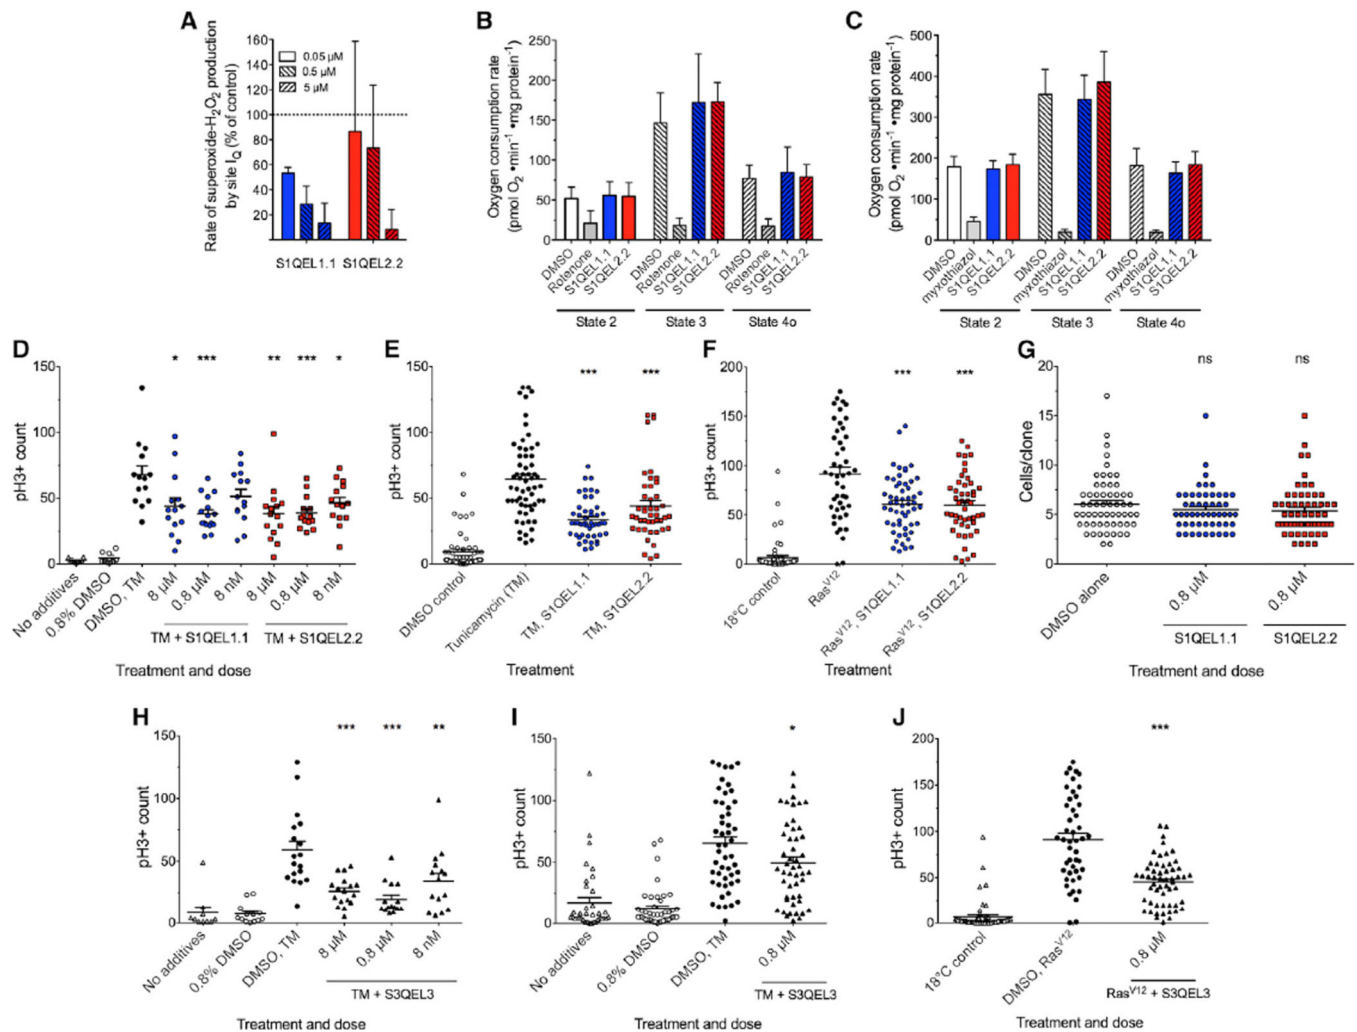 A
Rate of superoxide-H2O2 production
by site IQ (% of control)
160
140
120
100
80
60
40
20
0.05 µM
0.5 µM
5 µM
S1QEL1.1 S1QEL2.2
B
Oxygen consumption rate
(pmol O2 •min-1 •mg protein-1)
250
200
150
100
50
0
DMSO
Rotenone
S1QEL1.1
S1QEL2.2
DMSO
Rotenone
S1QEL1.1
S1QEL2.2
DMSO
Rotenone
S1QEL1.1
S1QEL2.2
State 2 State 3 State 4o
C
Oxygen consumption rate
(pmol O2 •min-1 •mg protein-1)
500
400
300
200
100
0
DMSO
myxothiazol
S1QEL1.1
S1QEL2.2
DMSO
myxothiazol
S1QEL1.1
S1QEL2.2
DMSO
myxothiazol
S1QEL1.1
S1QEL2.2
State 2 State 3 State 4o
D
pH3+ count
150
100
50
0
* *** ** *** *
No additives
0.8% DMSO
DMSO, TM
8 µM
0.8 µM
8 nM
8 µM
0.8 µM
8 nM
TM + S1QEL1.1 TM + S1QEL2.2
Treatment and dose
E
pH3+ count
150
100
50
0
*** ***
DMSO control
Tunicamycin (TM)
TM, S1QEL1.1
TM, S1QEL2.2
Treatment
F
pH3+ count
200
150
100
50
0
*** ***
18°C control
RasV12
RasV12, S1QEL1.1
RasV12, S1QEL2.2
Treatment
G
Cells/clone
20
15
10
5
0
ns ns
DMSO alone
0.8 µM
0.8 µM
S1QEL1.1 S1QEL2.2
Treatment and dose
H
pH3+ count
150
100
50
0
*** *** **
No additives
0.8% DMSO
DMSO, TM
8 µM
0.8 µM
8 nM
TM + S3QEL3
Treatment and dose
I
pH3+ count
150
100
50
0
*
No additives
0.8% DMSO
DMSO, TM
0.8 µM
TM + S3QEL3
Treatment and dose
J
pH3+ count
200
150
100
50
0
***
18°C control
DMSO, RasV12
0.8 µM
RasV12 + S3QEL3
Treatment and dose